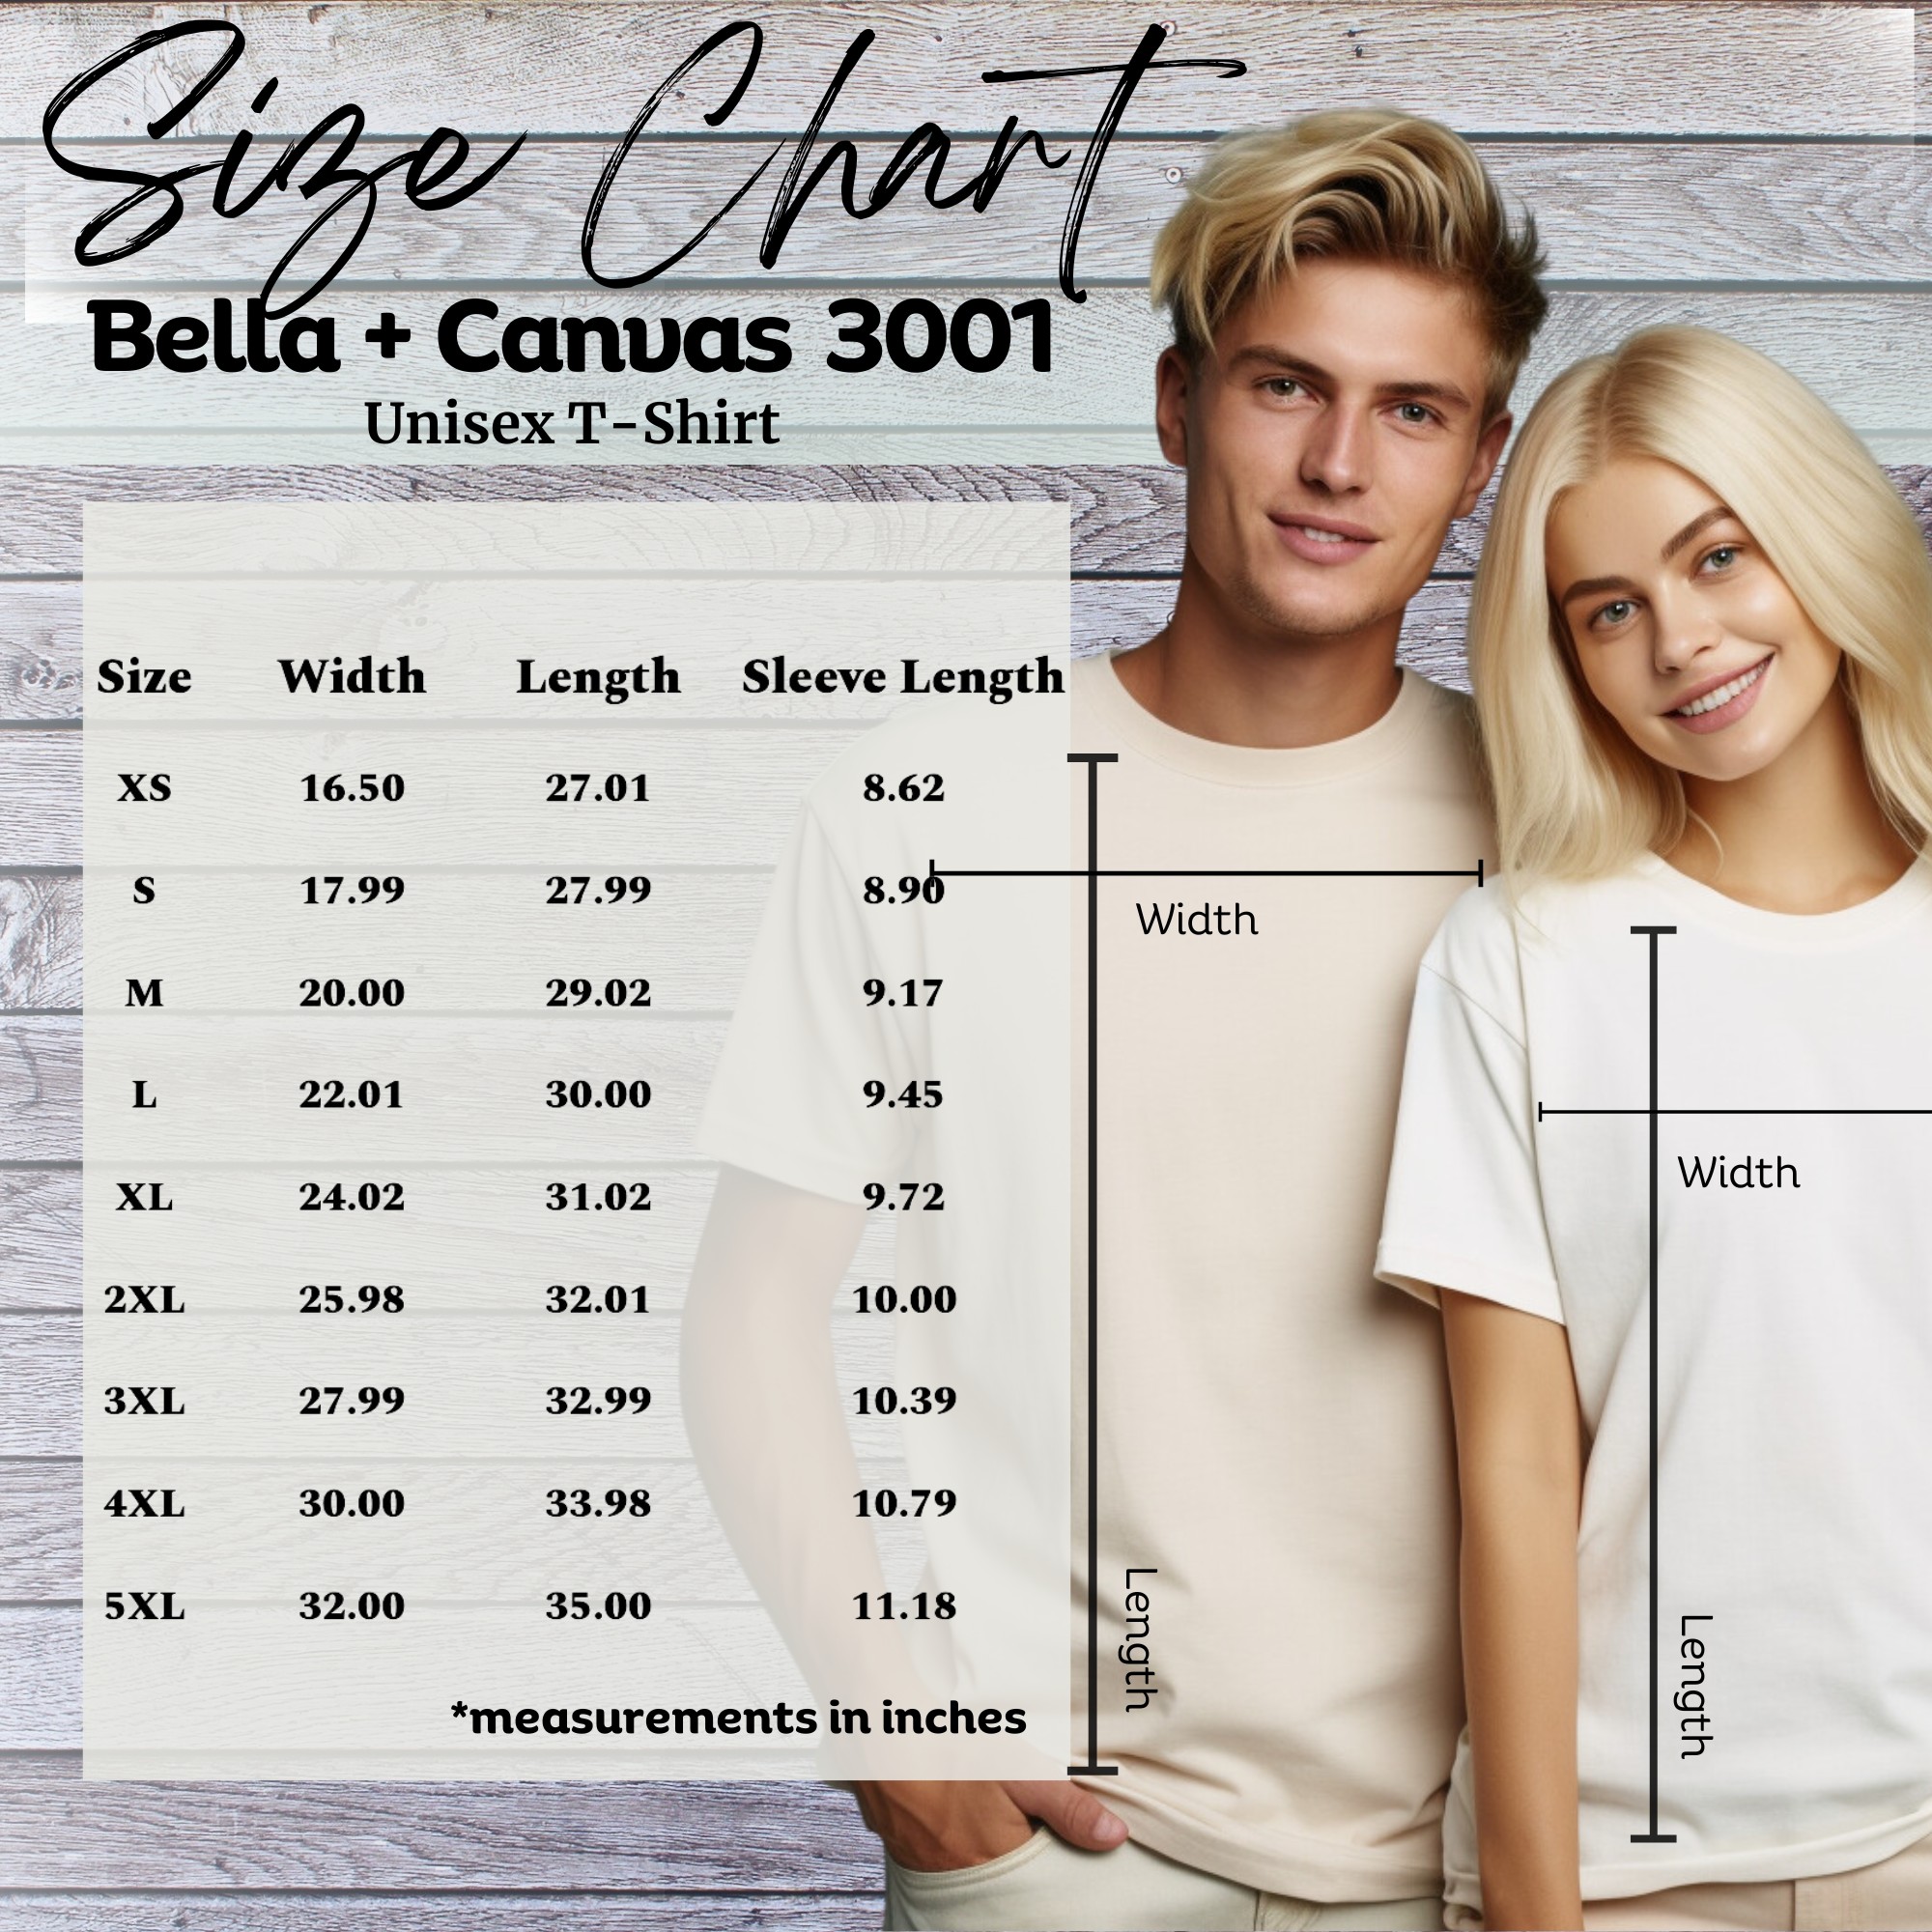 Size Chart
Bella + Canvas 3001
Unisex T-Shirt
Size Width Length Sleeve Length
XS 16.50 27.01 8.62
S 17.99 27.99 8.90
M 20.00 29.02 9.17
L 22.01 30.00 9.45
XL 24.02 31.02 9.72
2XL 25.98 32.01 10.00
3XL 27.99 32.99 10.39
4XL 30.00 33.98 10.79
5XL 32.00 35.00 11.18
*measurements in inches
Width
Length
Width
Length